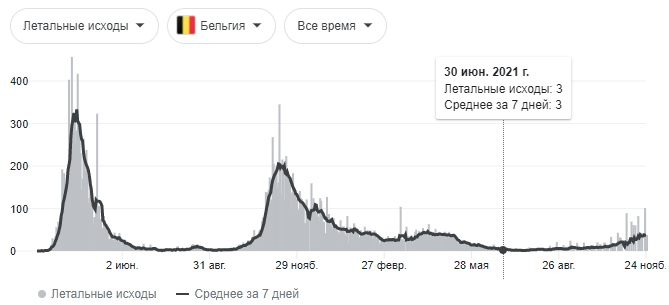 Летальные исходы Бельгия Все время
30 июн. 2021 г.
Летальные исходы: 3
Среднее за 7 дней: 3
400
300
200
100
0
2 июн. 31 авг. 29 нояб. 27 февр. 28 мая 26 авг. 24 нояб.
Летальные исходы Среднее за 7 дней